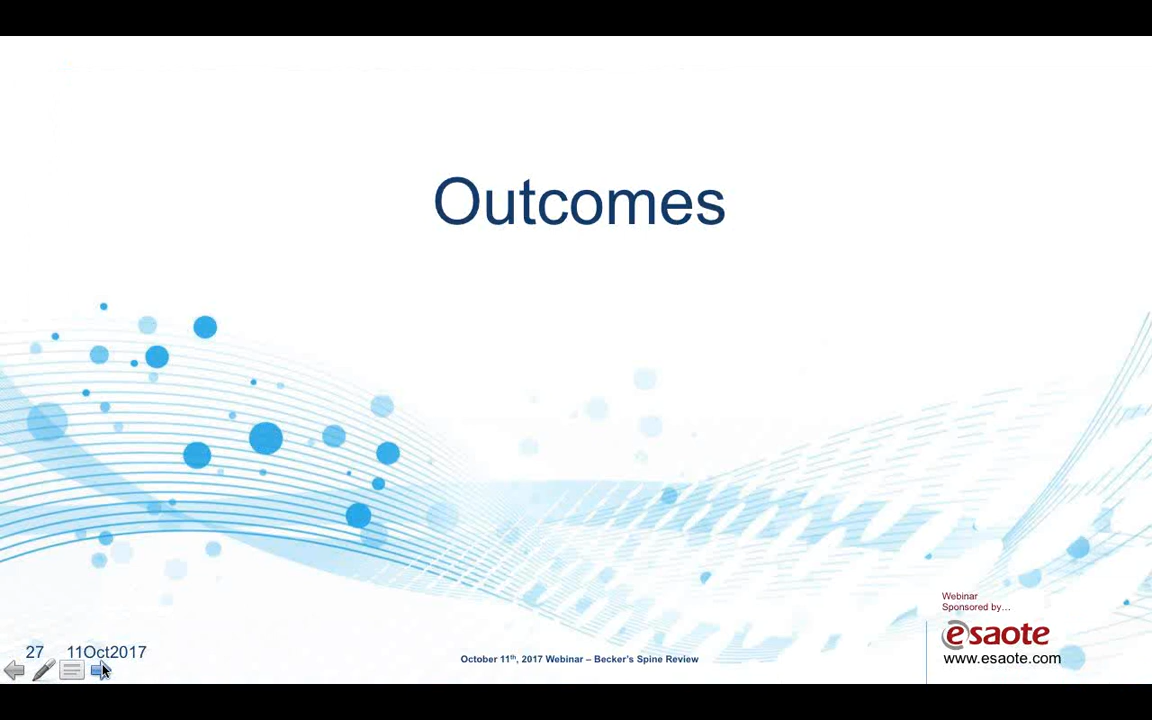 Outcomes
Webinar
Sponsored by...
esaote
www.esaote.com
27 11Oct2017
October 11th, 2017 Webinar – Becker's Spine Review